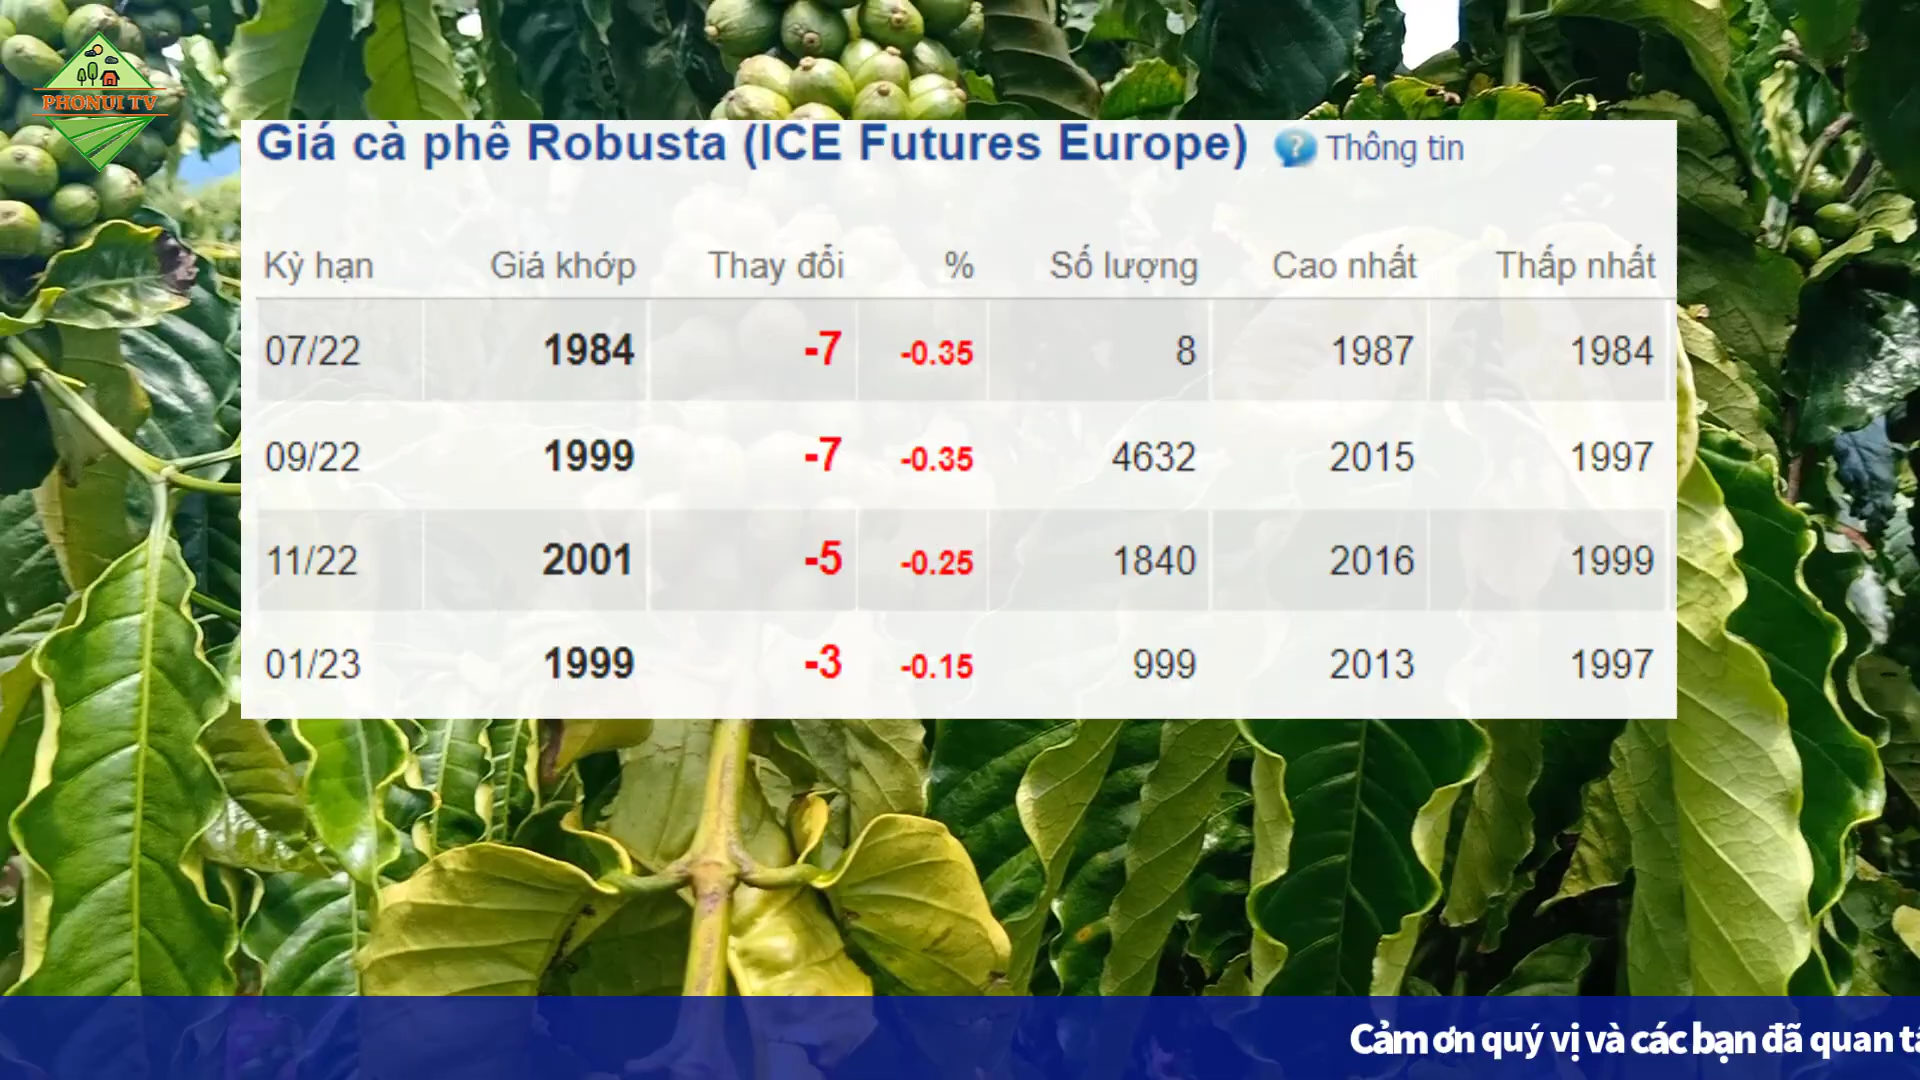 PHONUI TV
Giá cà phê Robusta (ICE Futures Europe) ? Thông tin
Kỳ hạn Giá khớp Thay đổi % Số lượng Cao nhất Thấp nhất
07/22 1984 -7 -0.35 8 1987 1984
09/22 1999 -7 -0.35 4632 2015 1997
11/22 2001 -5 -0.25 1840 2016 1999
01/23 1999 -3 -0.15 999 2013 1997
Cảm ơn quý vị và các bạn đã quan